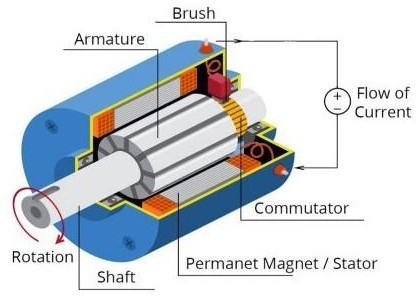 Brush
Armature
+
-
Flow of
Current
Commutator
Permanet Magnet / Stator
Rotation
Shaft